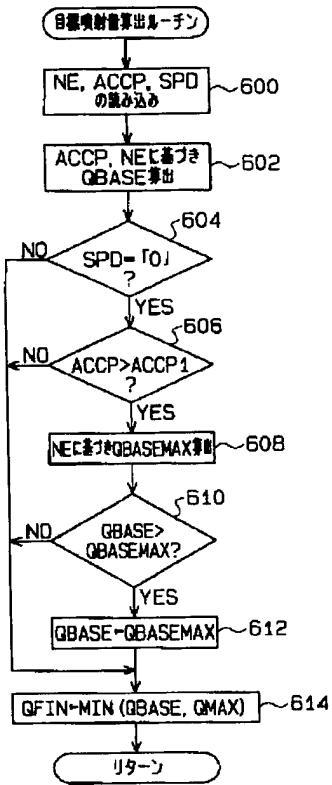 目標噴射量算出ルーチン
NE, ACCP, SPD
の読み込み
600
ACCP, NEに基づき
QBASE算出
602
604
NO
SPD=「0」
?
YES
606
NO
ACCP>ACCP1
?
YES
NEに基づきQBASEMAX算出
608
610
NO
QBASE>
QBASEMAX?
YES
QBASE←QBASEMAX
612
QFIN←MIN(QBASE, QMAX)
614
リターン